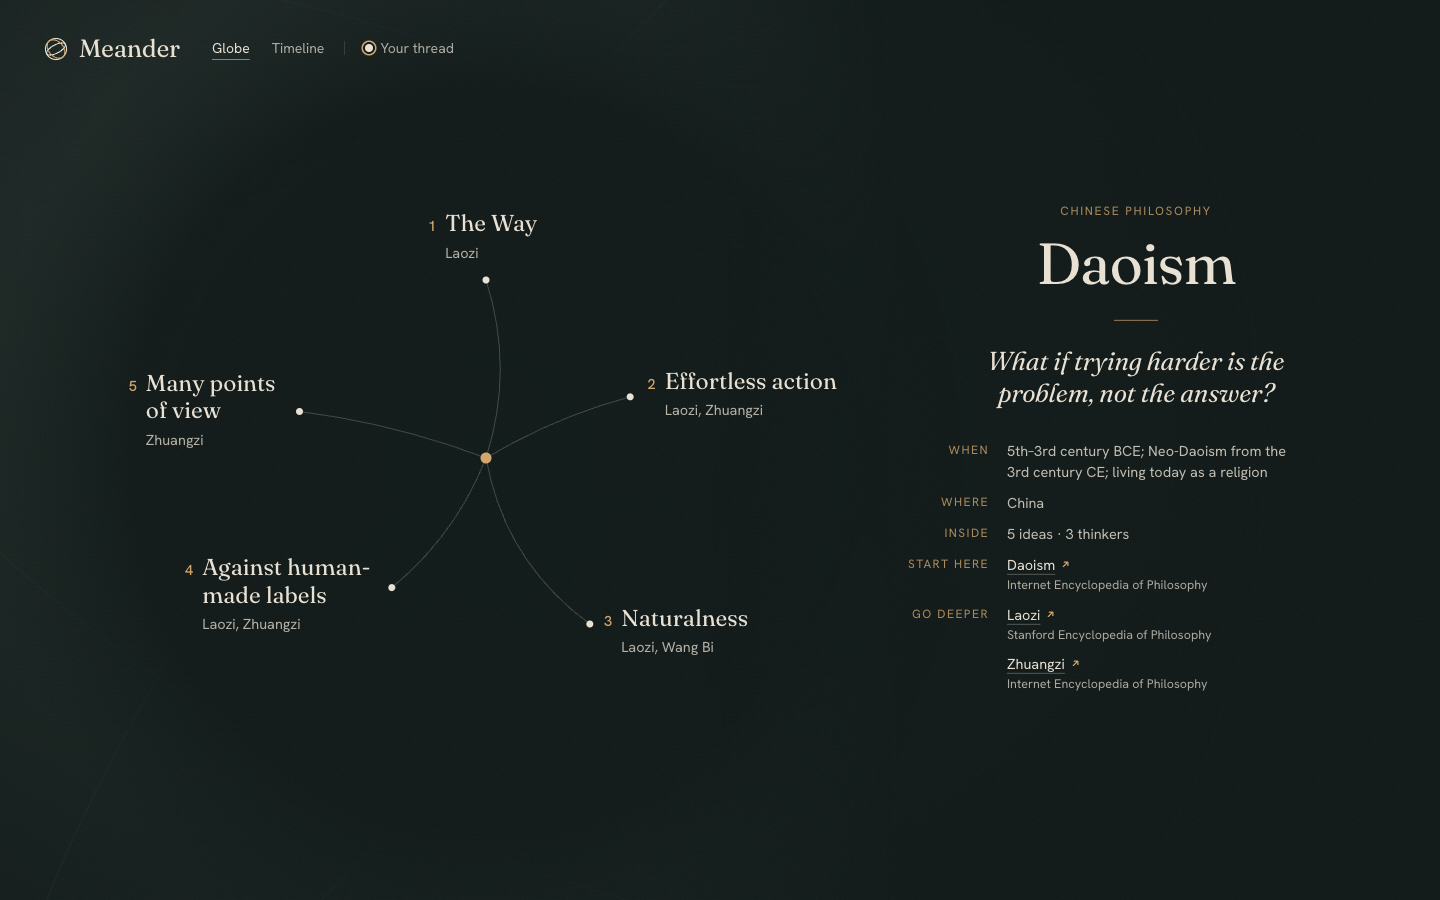 Meander
Globe
Timeline
Your thread
1 The Way
Laozi
2 Effortless action
Laozi, Zhuangzi
3 Naturalness
Laozi, Wang Bi
4 Against human-
made labels
Laozi, Zhuangzi
5 Many points
of view
Zhuangzi
CHINESE PHILOSOPHY
Daoism
What if trying harder is the
problem, not the answer?
WHEN 5th–3rd century BCE; Neo-Daoism from the
3rd century CE; living today as a religion
WHERE China
INSIDE 5 ideas · 3 thinkers
START HERE Daoism ↗
Internet Encyclopedia of Philosophy
GO DEEPER Laozi ↗
Stanford Encyclopedia of Philosophy
Zhuangzi ↗
Internet Encyclopedia of Philosophy